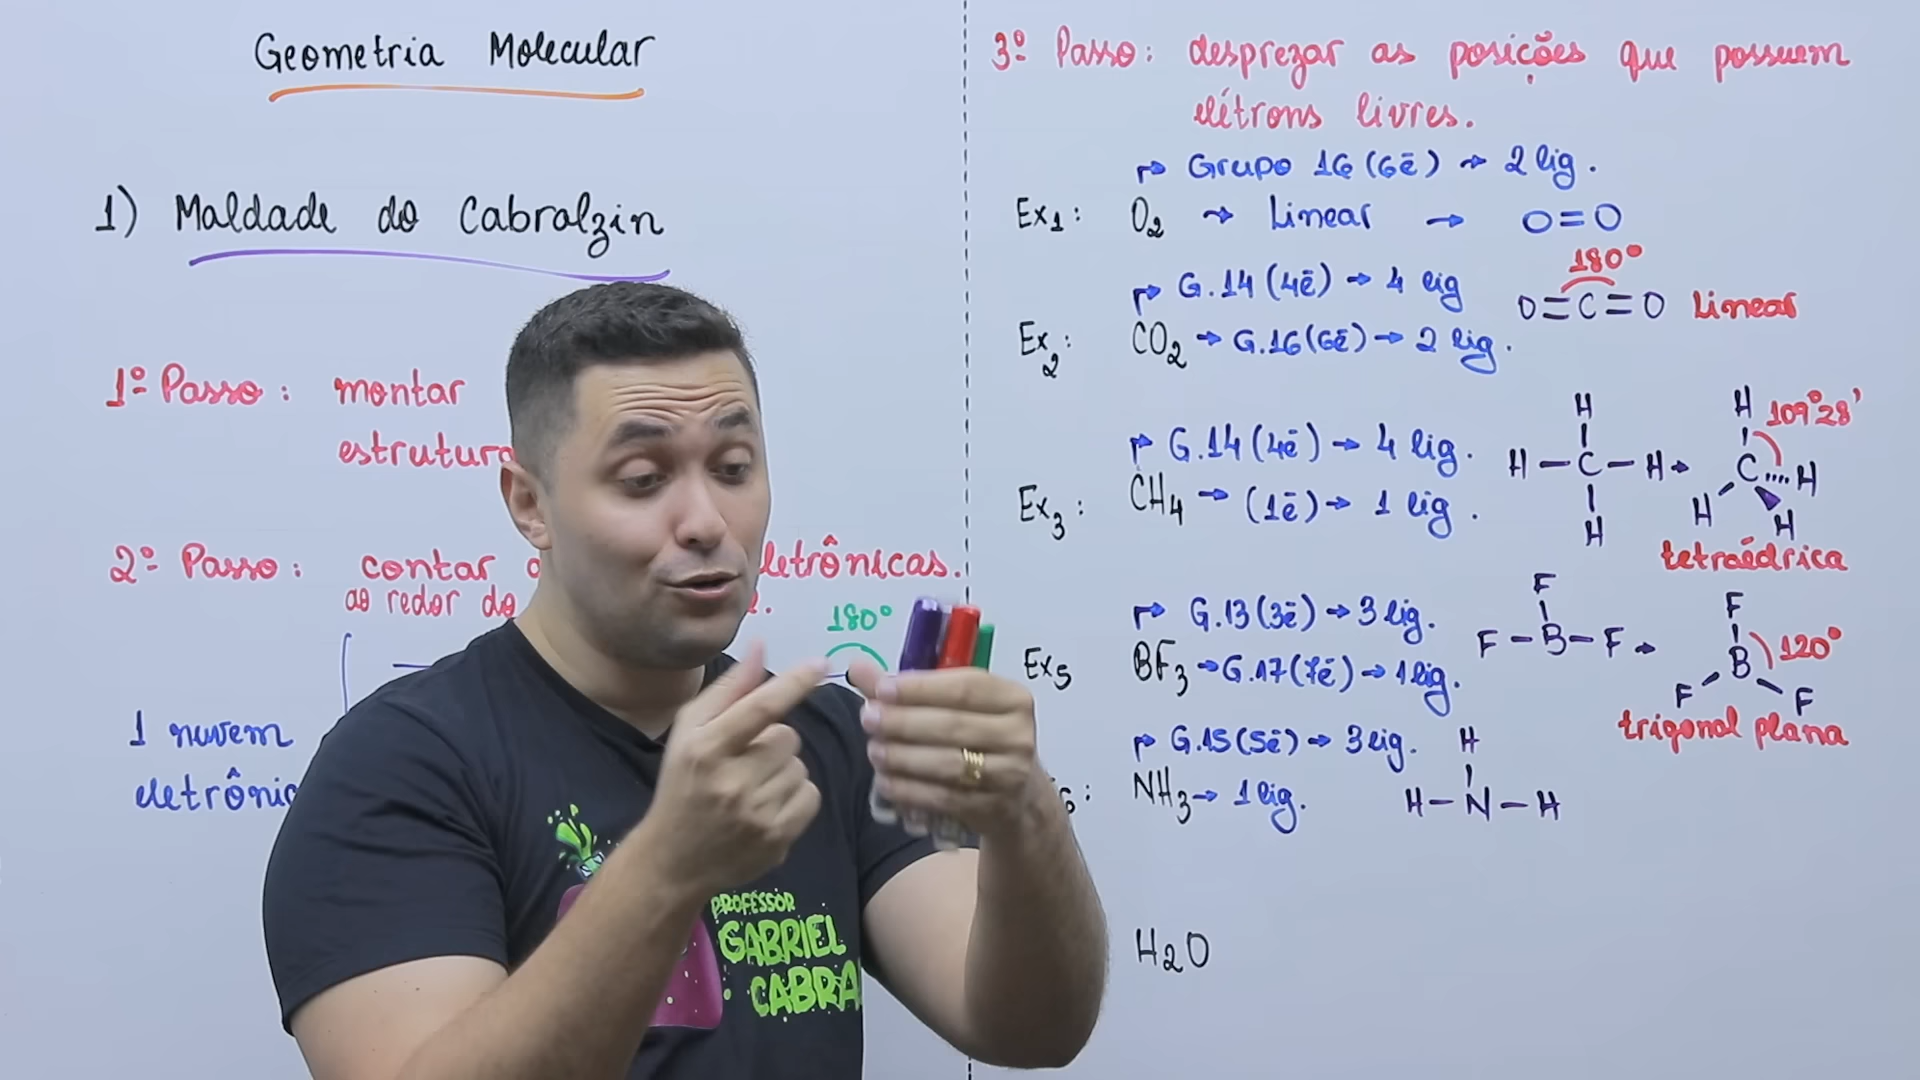 Geometria Molecular
1) Maldade do Cabralzin
1º Passo: montar
estrutura
2º Passo: contar
letrônicas.
ao redor do
180°
1 nuvem
eletrônic
3º Passo: desprezar as posições que possuem
elétrons livres.
Grupo 16 (6ē) → 2 lig.
Ex1: O2 → Linear → O=O
180°
G.14 (4ē) → 4 lig
O=C=O Linear
Ex2: CO2 → G.16(6ē) → 2 lig.
G.14 (4ē) → 4 lig.
Ex3: CH4 → (1ē) → 1 lig.
H
H–C–H →
H
H 109°28'
C H
H H
tetraédrica
G.13 (3ē) → 3 lig.
Ex5 BF3 → G.17(7ē) → 1 lig.
F
F–B–F →
F
B 120°
F F
trigonal plana
G.15 (5ē) → 3 lig.
6: NH3 → 1 lig.
H
H–N–H
H2O
PROFESSOR
GABRIEL
CABRA